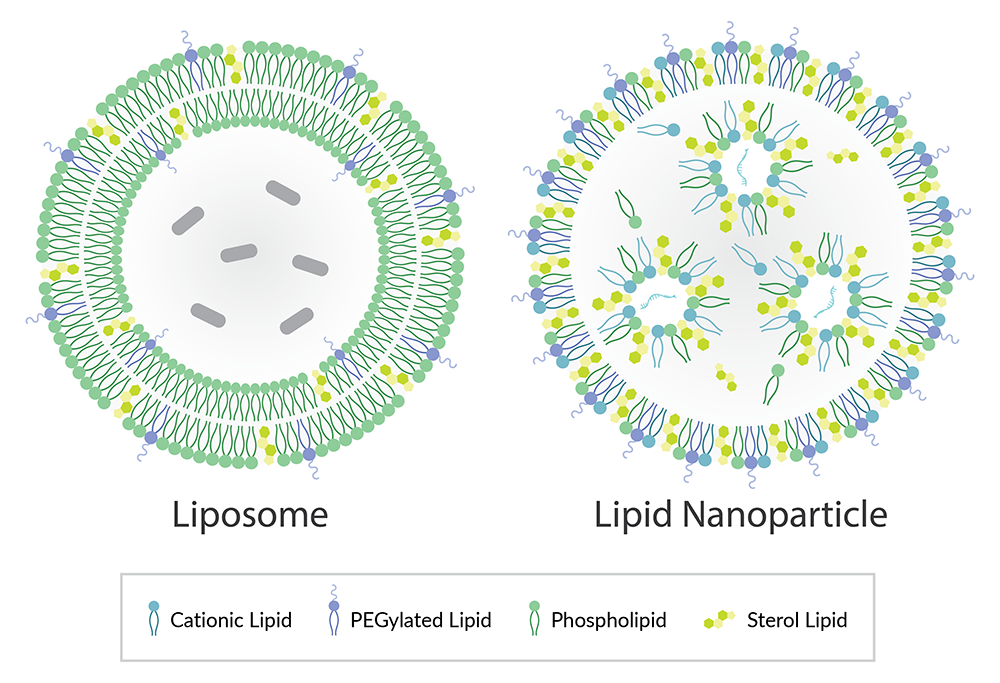 Liposome
Lipid Nanoparticle
Cationic Lipid
PEGylated Lipid
Phospholipid
Sterol Lipid